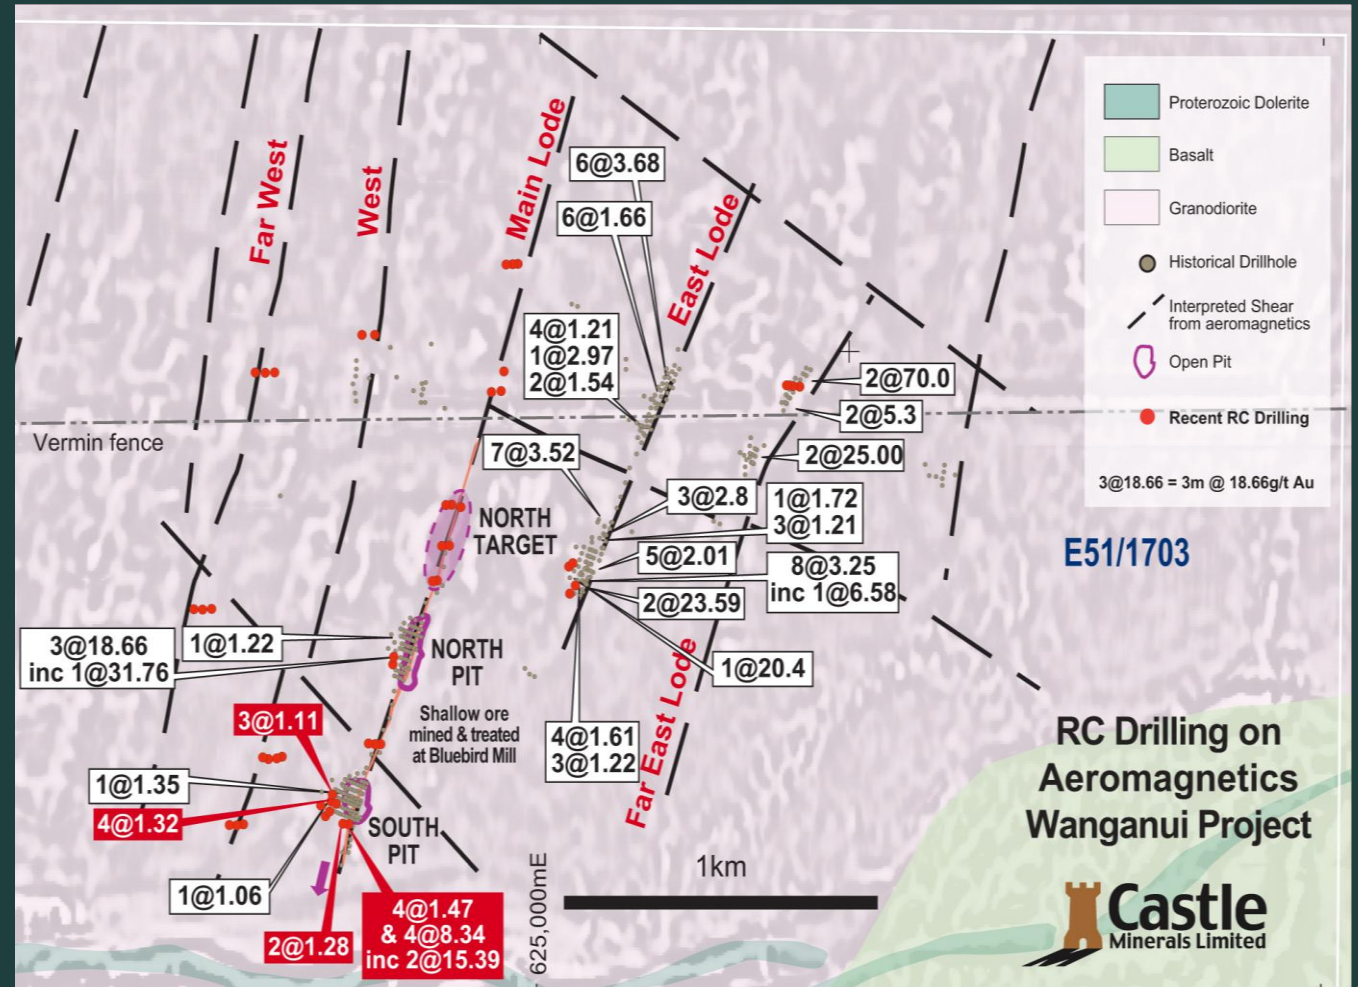 Far West
West
Main Lode
East Lode
6@3.68
6@1.66
4@1.21
1@2.97
2@1.54
2@70.0
2@5.3
2@25.00
7@3.52
3@2.8
1@1.72
3@1.21
5@2.01
8@3.25
inc 1@6.58
2@23.59
1@20.4
4@1.61
3@1.22
Far East Lode
Vermin fence
NORTH
TARGET
NORTH
PIT
Shallow ore
mined & treated
at Bluebird Mill
SOUTH
PIT
1@1.22
3@18.66
inc 1@31.76
3@1.11
1@1.35
4@1.32
1@1.06
2@1.28
4@1.47
& 4@8.34
inc 2@15.39
625,000mE
1km
Proterozoic Dolerite
Basalt
Granodiorite
Historical Drillhole
Interpreted Shear
from aeromagnetics
Open Pit
Recent RC Drilling
3@18.66 = 3m @ 18.66g/t Au
E51/1703
RC Drilling on
Aeromagnetics
Wanganui Project
Castle
Minerals Limited